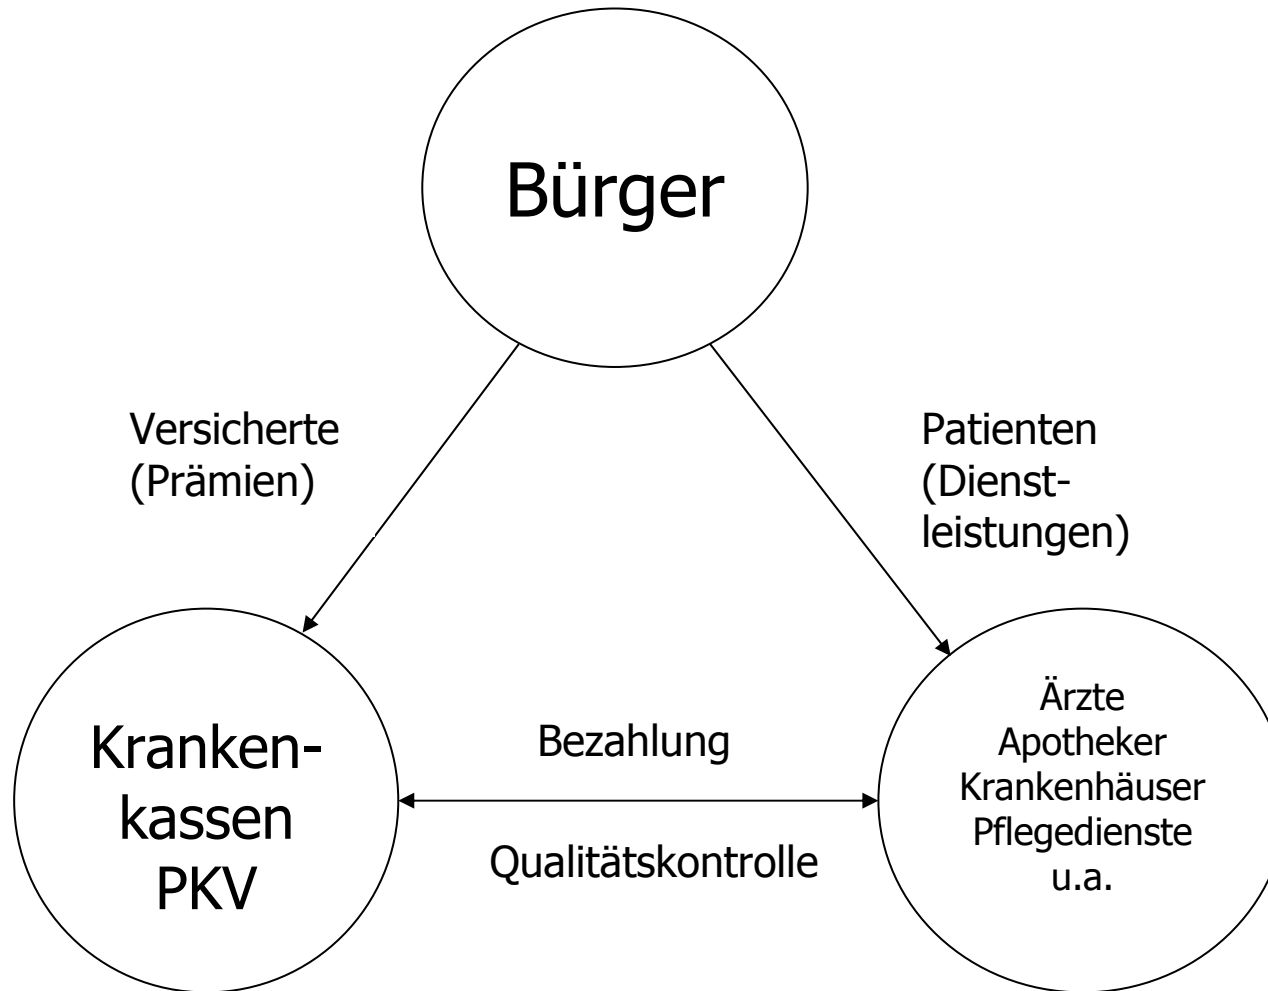 Bürger
Versicherte
(Prämien)
Patienten
(Dienst-
leistungen)
Kranken-
kassen
PKV
Bezahlung
Qualitätskontrolle
Ärzte
Apotheker
Krankenhäuser
Pflegedienste
u.a.